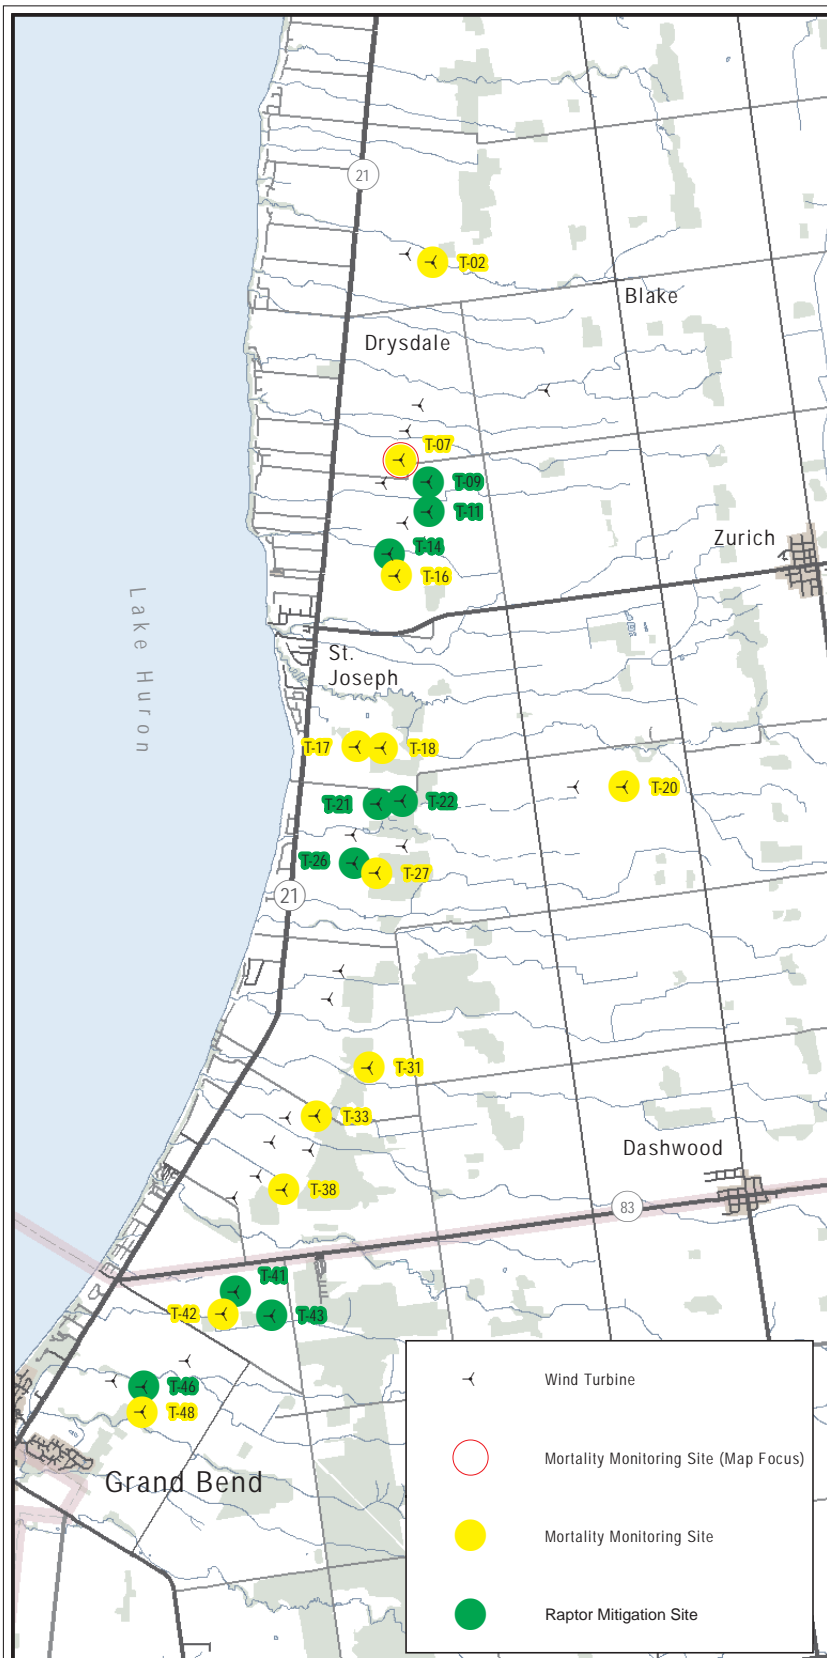 21
T-02
Blake
Drysdale
T-07
T-09
T-11
Zurich
T-14
T-16
Lake Huron
St.
Joseph
T-17
T-18
T-20
T-21
T-22
T-26
T-27
21
T-31
T-33
Dashwood
T-38
83
T-41
T-42
T-43
T-46
T-48
Grand Bend
Wind Turbine
Mortality Monitoring Site (Map Focus)
Mortality Monitoring Site
Raptor Mitigation Site